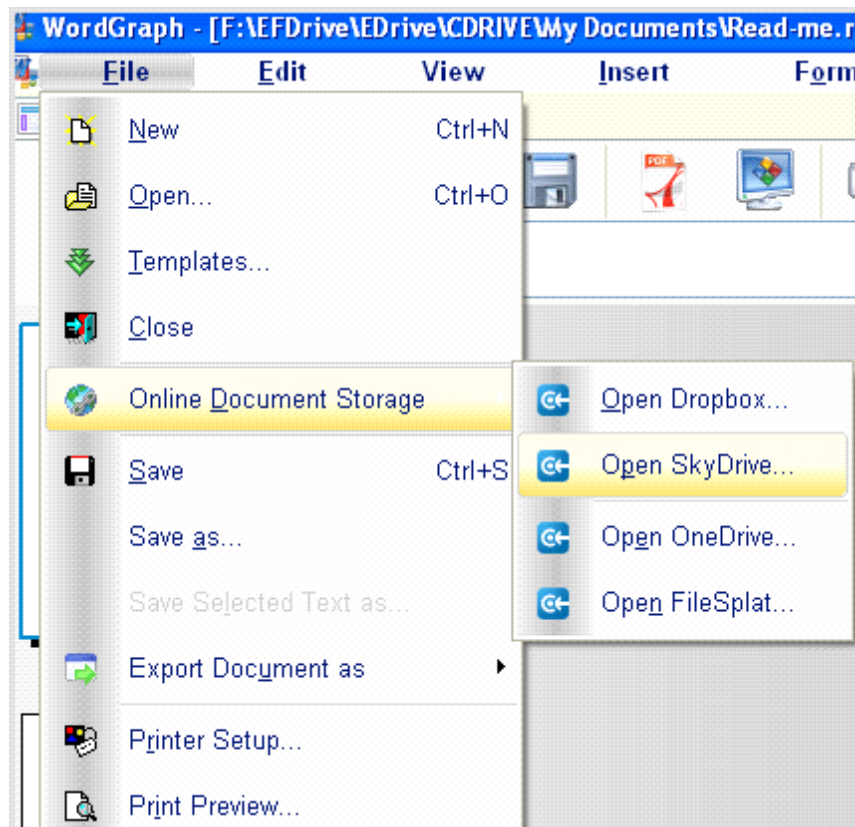 WordGraph - [F:\EFDrive\EDrive\CDRIVE\My Documents\Read-me.r
File Edit View Insert Form
New Ctrl+N
Open... Ctrl+O
PDF
Templates...
Close
Online Document Storage
Open Dropbox...
Open SkyDrive...
Open OneDrive...
Open FileSplat...
Save Ctrl+S
Save as...
Save Selected Text as...
Export Document as
Printer Setup...
Print Preview...